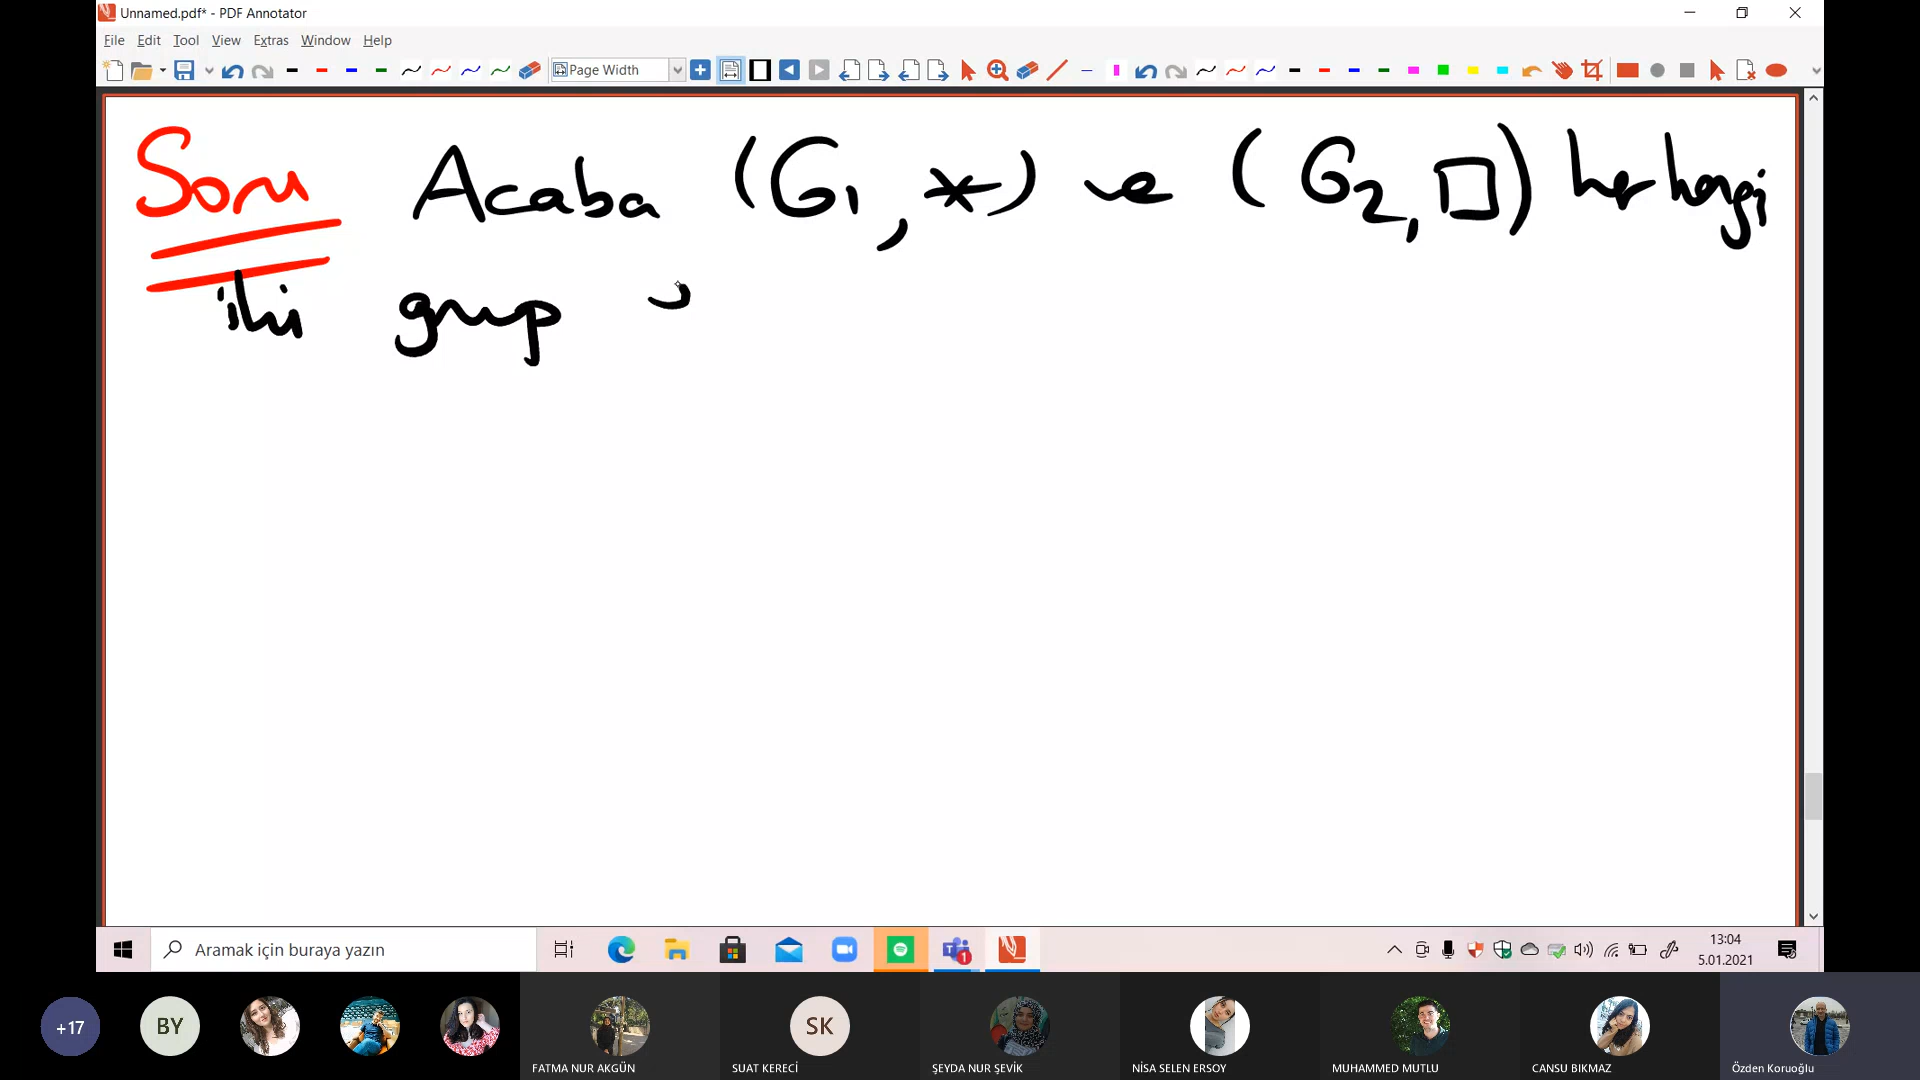 Unnamed.pdf* - PDF Annotator
File Edit Tool View Extras Window Help
Page Width
Soru Acaba (G1, *) ve (G2, □) herhangi
iki grup
Aramak için buraya yazın
1
13:04
5.01.2021
+17
BY
SK
FATMA NUR AKGÜN
SUAT KERECİ
ŞEYDA NUR ŞEVİK
NİSA SELEN ERSOY
MUHAMMED MUTLU
CANSU BIKMAZ
Özden Koruoğlu